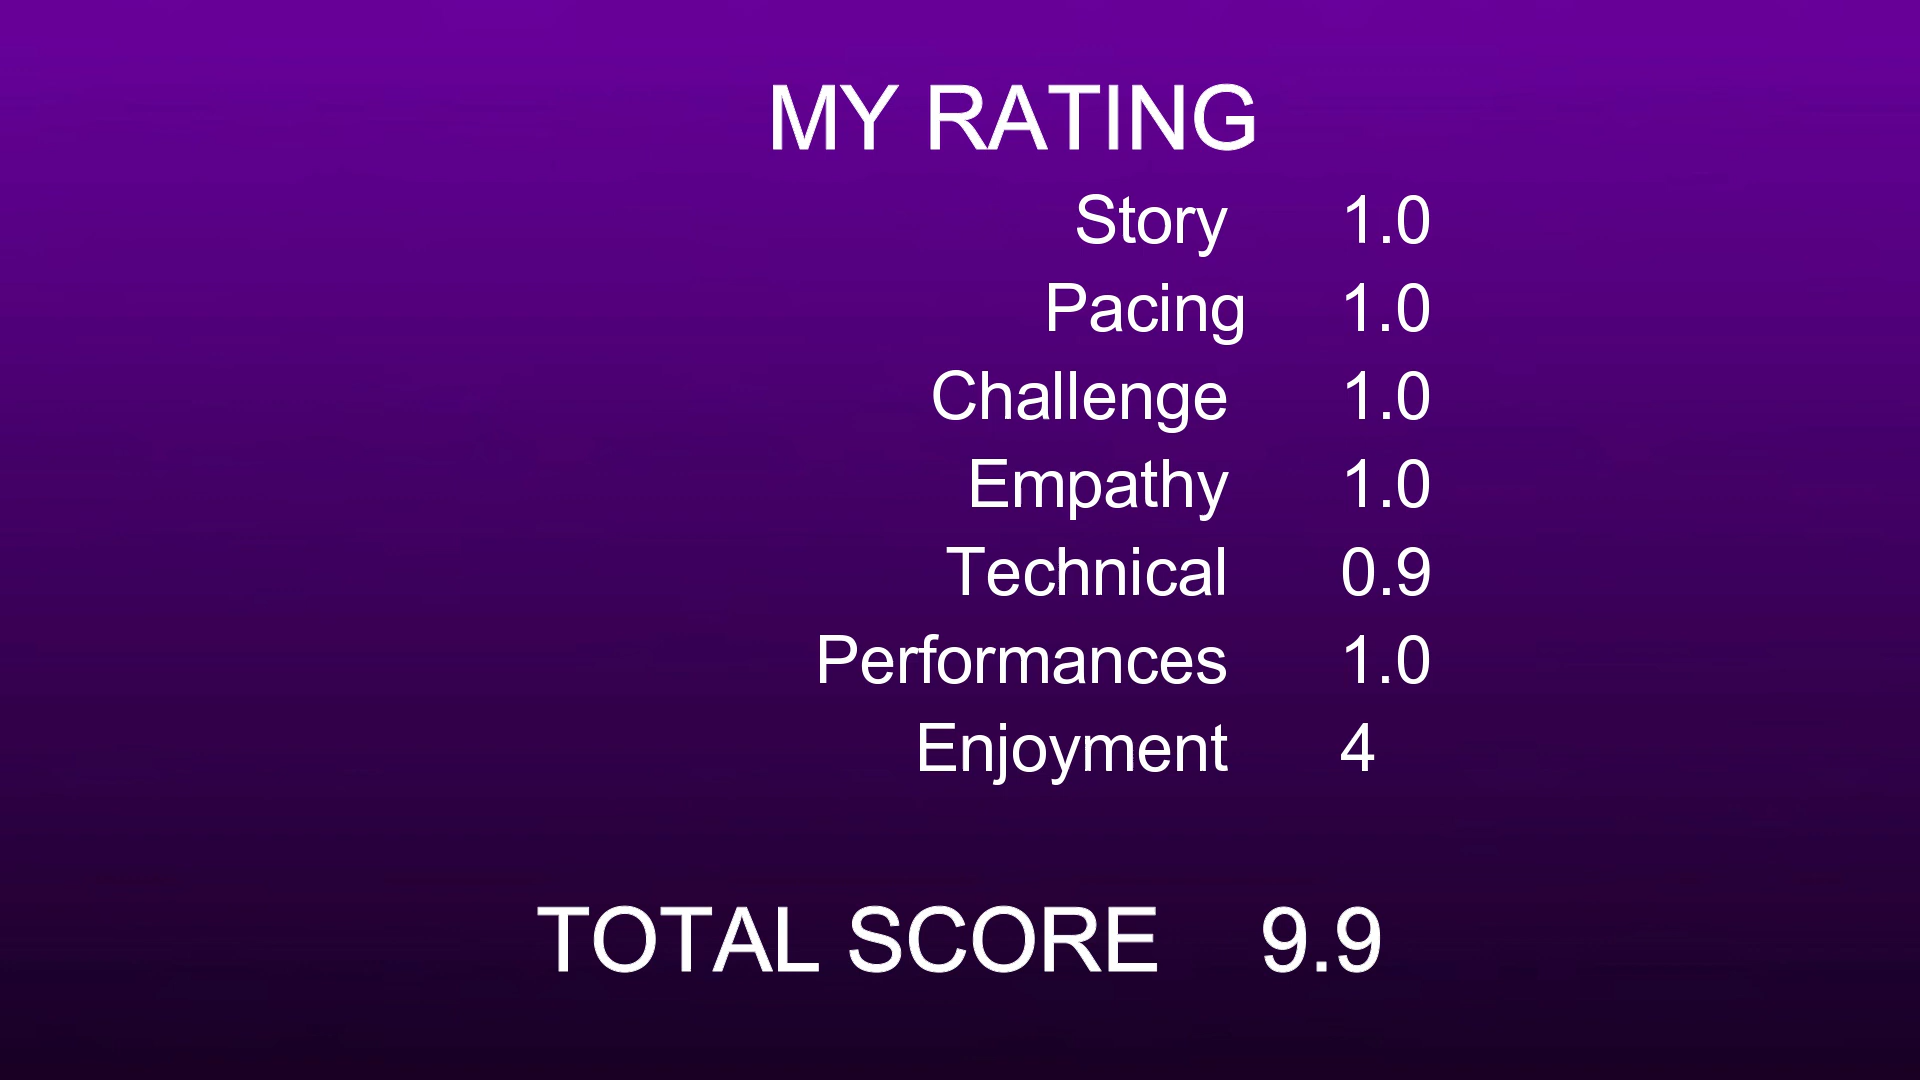 MY RATING
Story 1.0
Pacing 1.0
Challenge 1.0
Empathy 1.0
Technical 0.9
Performances 1.0
Enjoyment 4
TOTAL SCORE 9.9